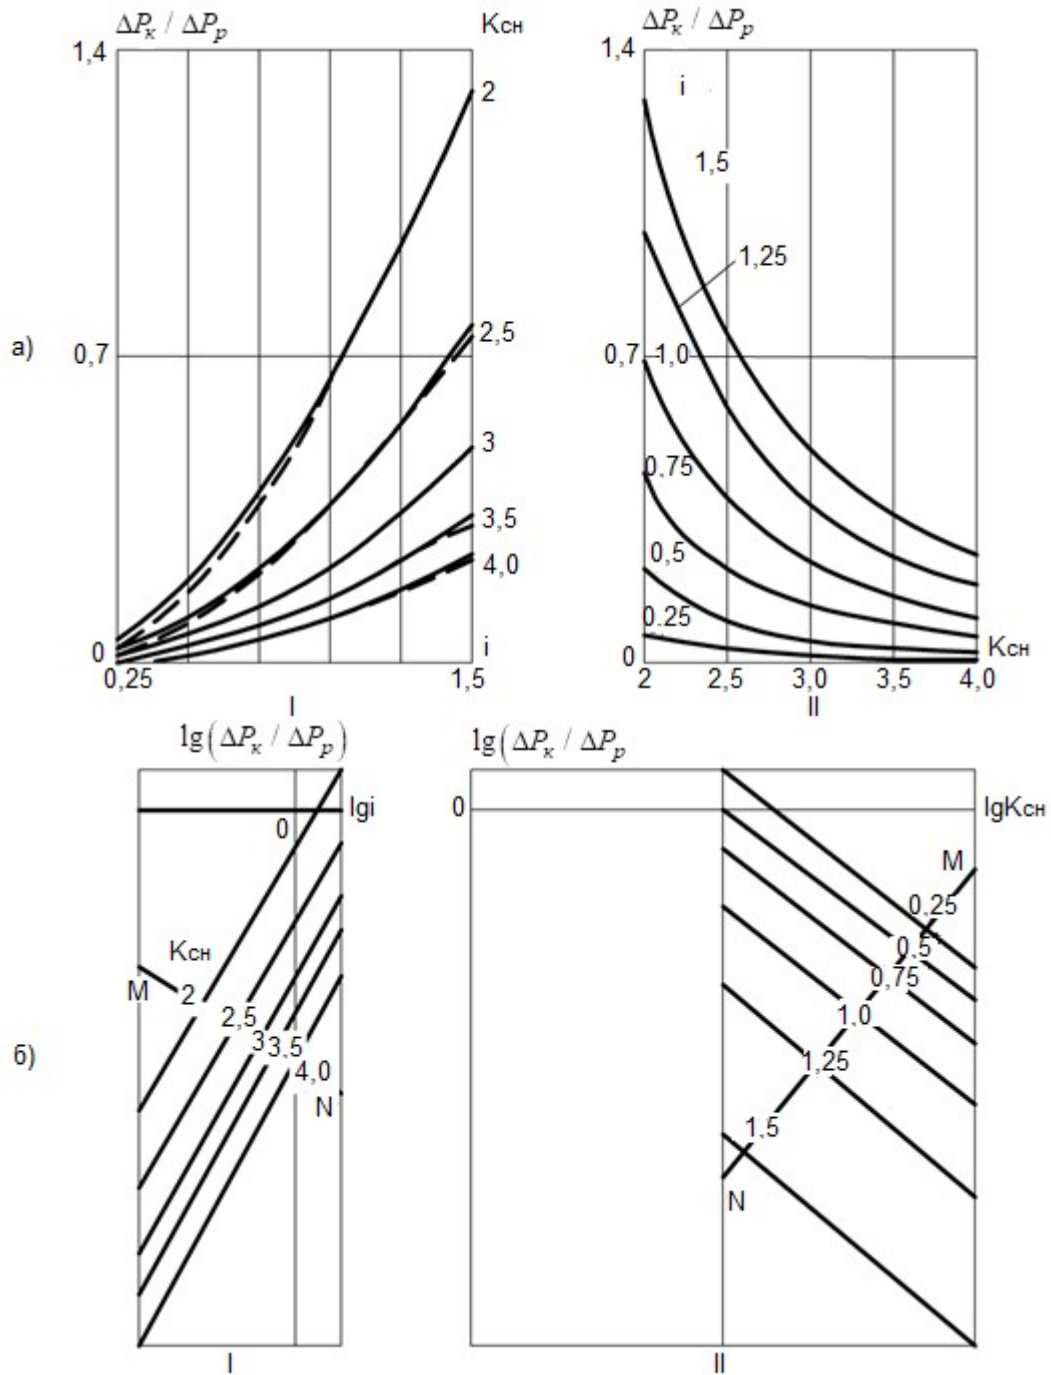 ΔPк / ΔPр Kсн
1,4
2
2,5
а) 0,7
3
3,5
4,0
0 i
0,25 1,5
I
ΔPк / ΔPр
1,4
i
1,5
1,25
0,7 1,0
0,75
0,5
0.25
0 Kсн
2 2,5 3,0 3,5 4,0
II
lg(ΔPк / ΔPр)
lgi
0
Kсн
M 2
2,5
3 3,5
б) 4,0
N
I
lg(ΔPк / ΔPр
0 lgKсн
M
0,25
0,5
0,75
1,0
1,25
1,5
N
II